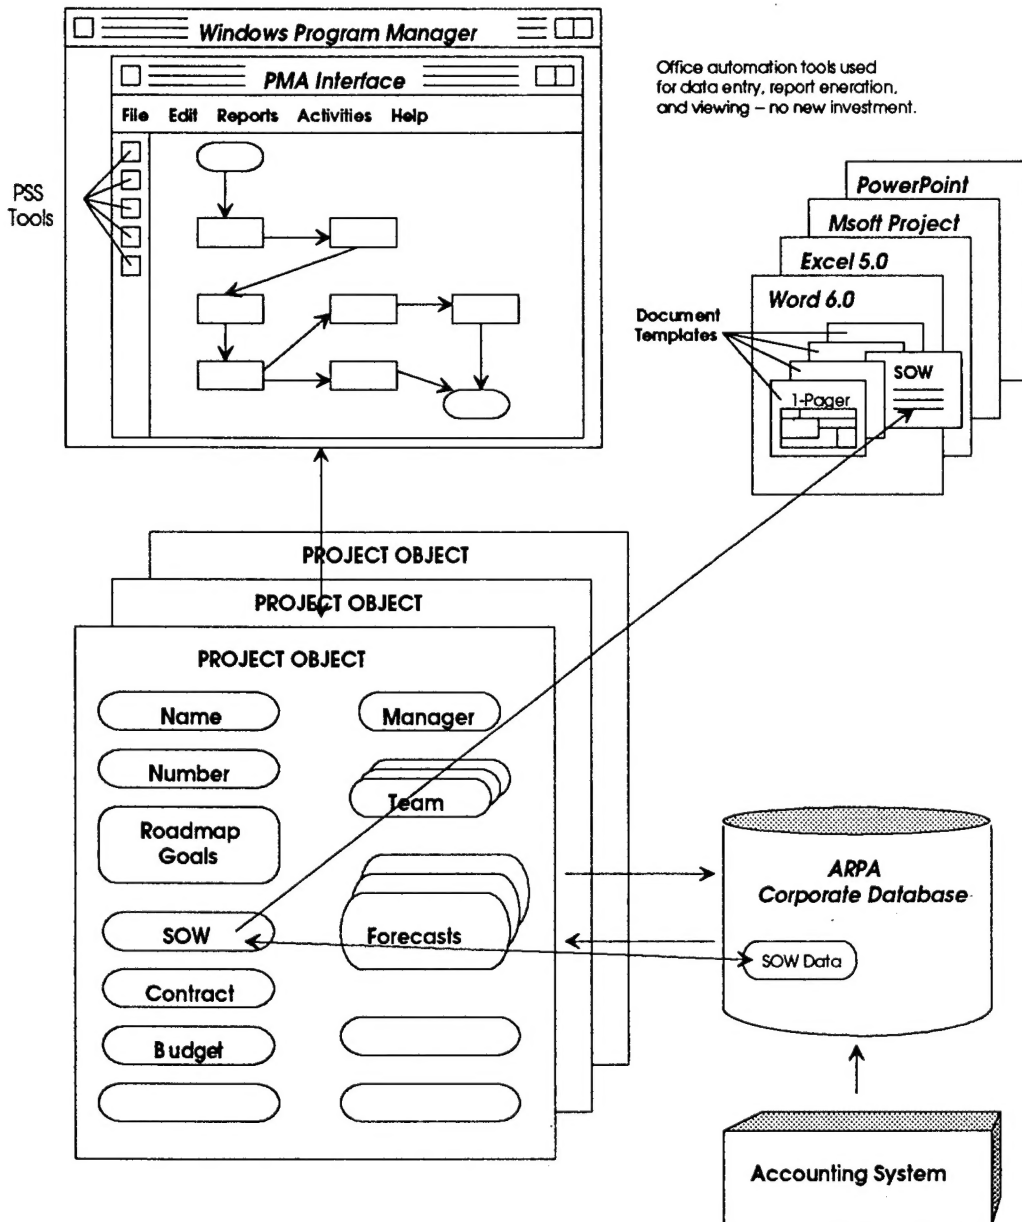 Windows Program Manager
PMA Interface
File Edit Reports Activities Help
PSS
Tools
Office automation tools used
for data entry, report eneration,
and viewing – no new investment.
PowerPoint
Msoft Project
Excel 5.0
Word 6.0
Document
Templates
SOW
1-Pager
PROJECT OBJECT
PROJECT OBJECT
PROJECT OBJECT
Name
Manager
Number
Team
Roadmap
Goals
SOW
Forecasts
Contract
Budget
ARPA
Corporate Database
SOW Data
Accounting System